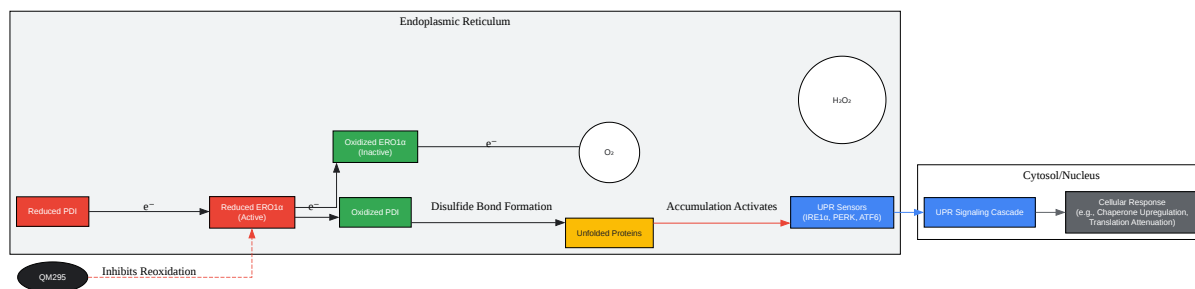 Endoplasmic Reticulum
H₂O₂
Oxidized ERO1α
(Inactive)
e⁻
O₂
Cytosol/Nucleus
Reduced PDI
e⁻
Reduced ERO1α
(Active)
e⁻
Oxidized PDI
Disulfide Bond Formation
Unfolded Proteins
Accumulation Activates
UPR Sensors
(IRE1α, PERK, ATF6)
UPR Signaling Cascade
Cellular Response
(e.g., Chaperone Upregulation,
Translation Attenuation)
QM295
Inhibits Reoxidation